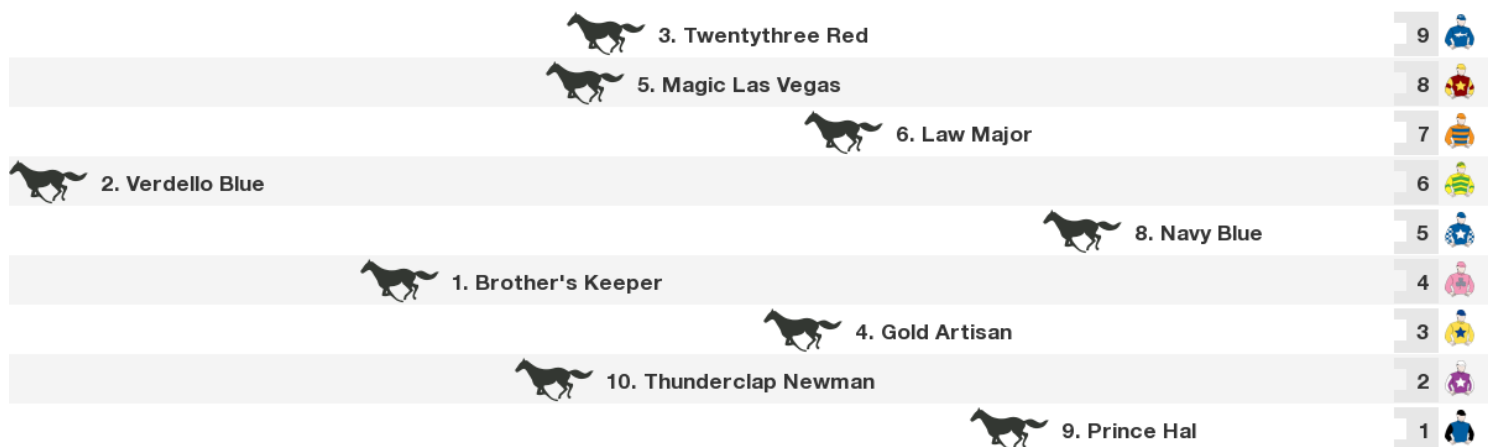 3. Twentythree Red 9
5. Magic Las Vegas 8
6. Law Major 7
2. Verdello Blue 6
8. Navy Blue 5
1. Brother's Keeper 4
4. Gold Artisan 3
10. Thunderclap Newman 2
9. Prince Hal 1